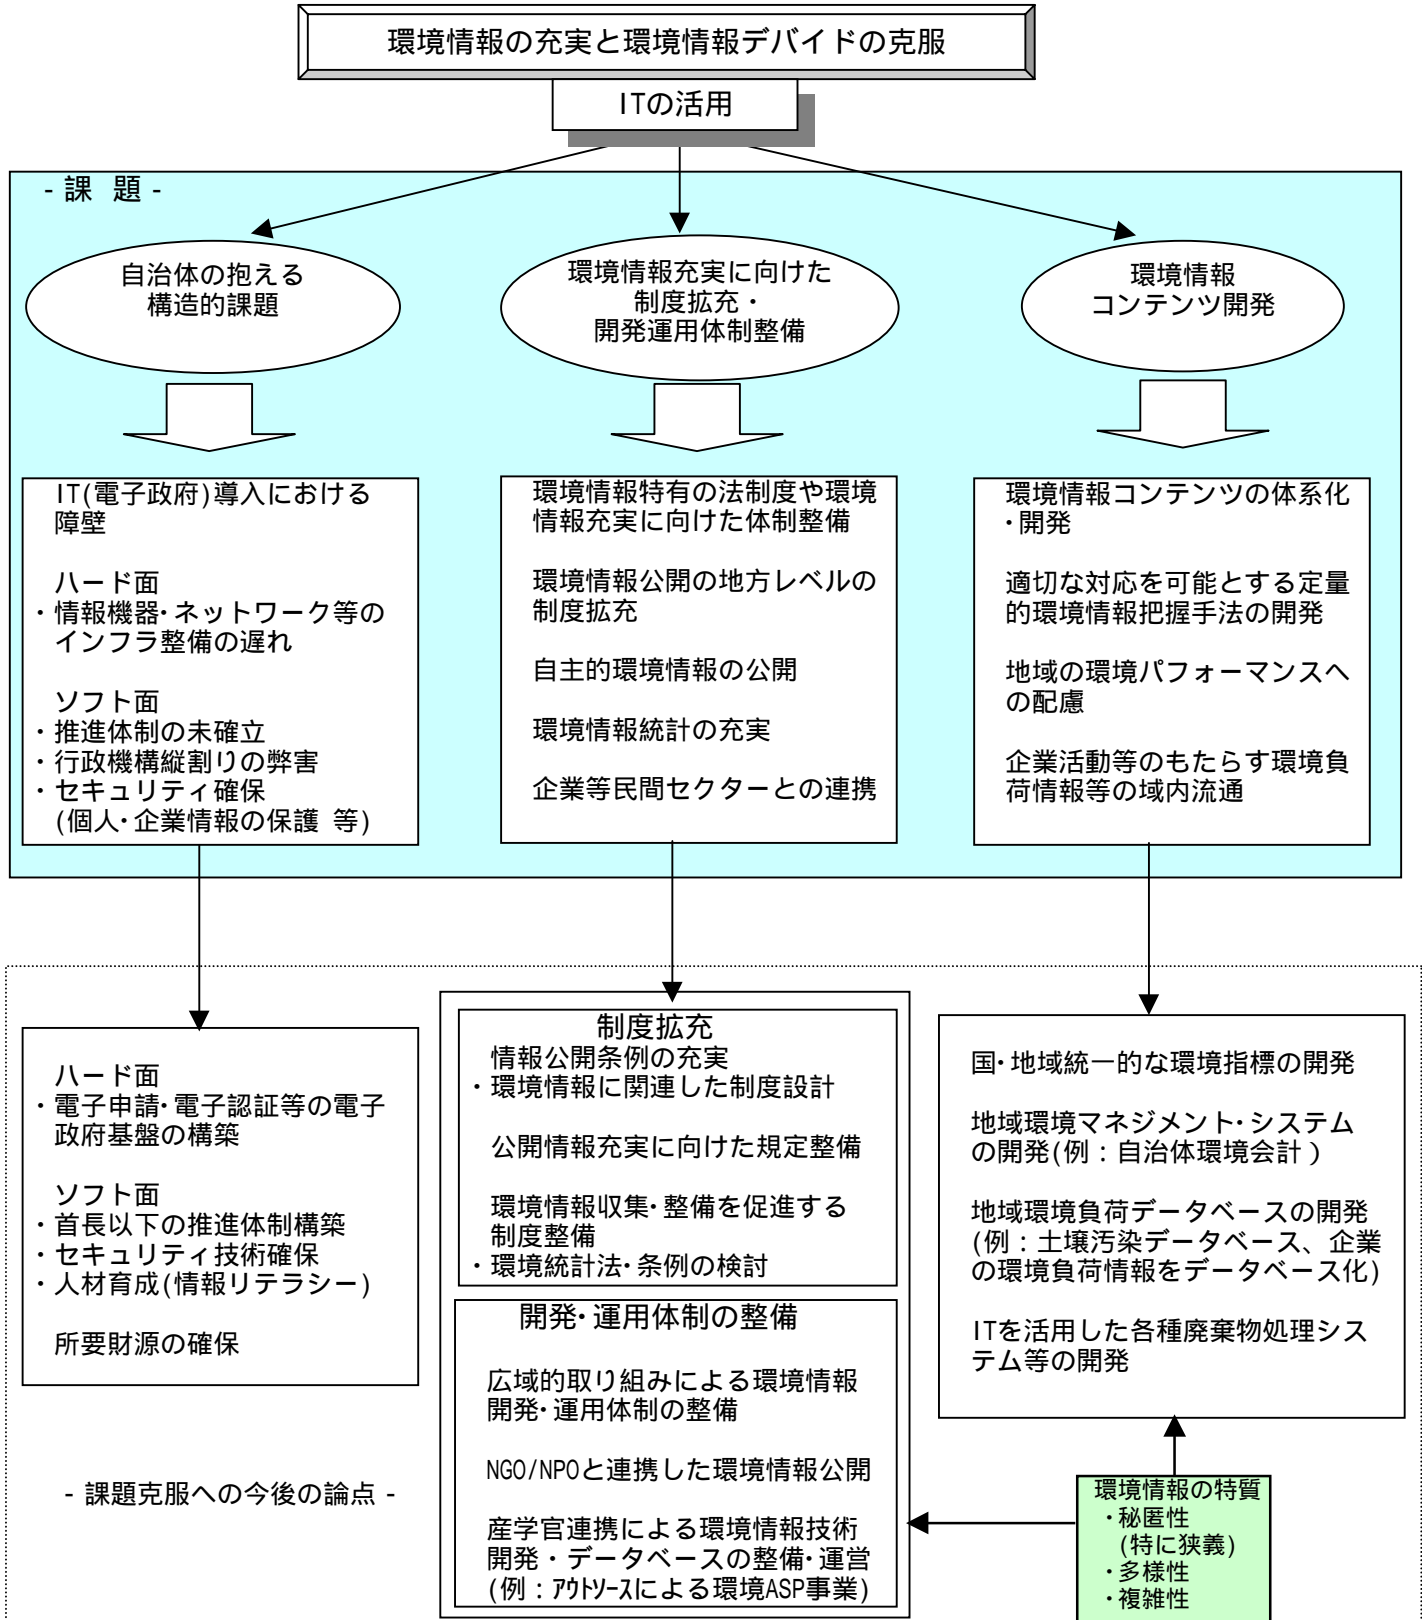 環境情報の充実と環境情報デバイドの克服
ITの活用
- 課 題 -
自治体の抱える
構造的課題
環境情報充実に向けた
制度拡充・
開発運用体制整備
環境情報
コンテンツ開発
IT(電子政府)導入における
障壁
ハード面
・情報機器・ネットワーク等の
インフラ整備の遅れ
ソフト面
・推進体制の未確立
・行政機構縦割りの弊害
・セキュリティ確保
(個人・企業情報の保護 等)
環境情報特有の法制度や環境
情報充実に向けた体制整備
環境情報公開の地方レベルの
制度拡充
自主的環境情報の公開
環境情報統計の充実
企業等民間セクターとの連携
環境情報コンテンツの体系化
・開発
適切な対応を可能とする定量
的環境情報把握手法の開発
地域の環境パフォーマンスへ
の配慮
企業活動等のもたらす環境負
荷情報等の域内流通
ハード面
・電子申請・電子認証等の電子
政府基盤の構築
ソフト面
・首長以下の推進体制構築
・セキュリティ技術確保
・人材育成(情報リテラシー)
所要財源の確保
制度拡充
情報公開条例の充実
・環境情報に関連した制度設計
公開情報充実に向けた規定整備
環境情報収集・整備を促進する
制度整備
・環境統計法・条例の検討
開発・運用体制の整備
広域的取り組みによる環境情報
開発・運用体制の整備
NGO/NPOと連携した環境情報公開
産学官連携による環境情報技術
開発・データベースの整備・運営
(例：ｱｳﾄｿｰｽによる環境ASP事業)
国・地域統一的な環境指標の開発
地域環境マネジメント・システム
の開発(例：自治体環境会計)
地域環境負荷データベースの開発
(例：土壌汚染データベース、企業
の環境負荷情報をデータベース化)
ITを活用した各種廃棄物処理シス
テム等の開発
- 課題克服への今後の論点 -
環境情報の特質
・秘匿性
(特に狭義)
・多様性
・複雑性